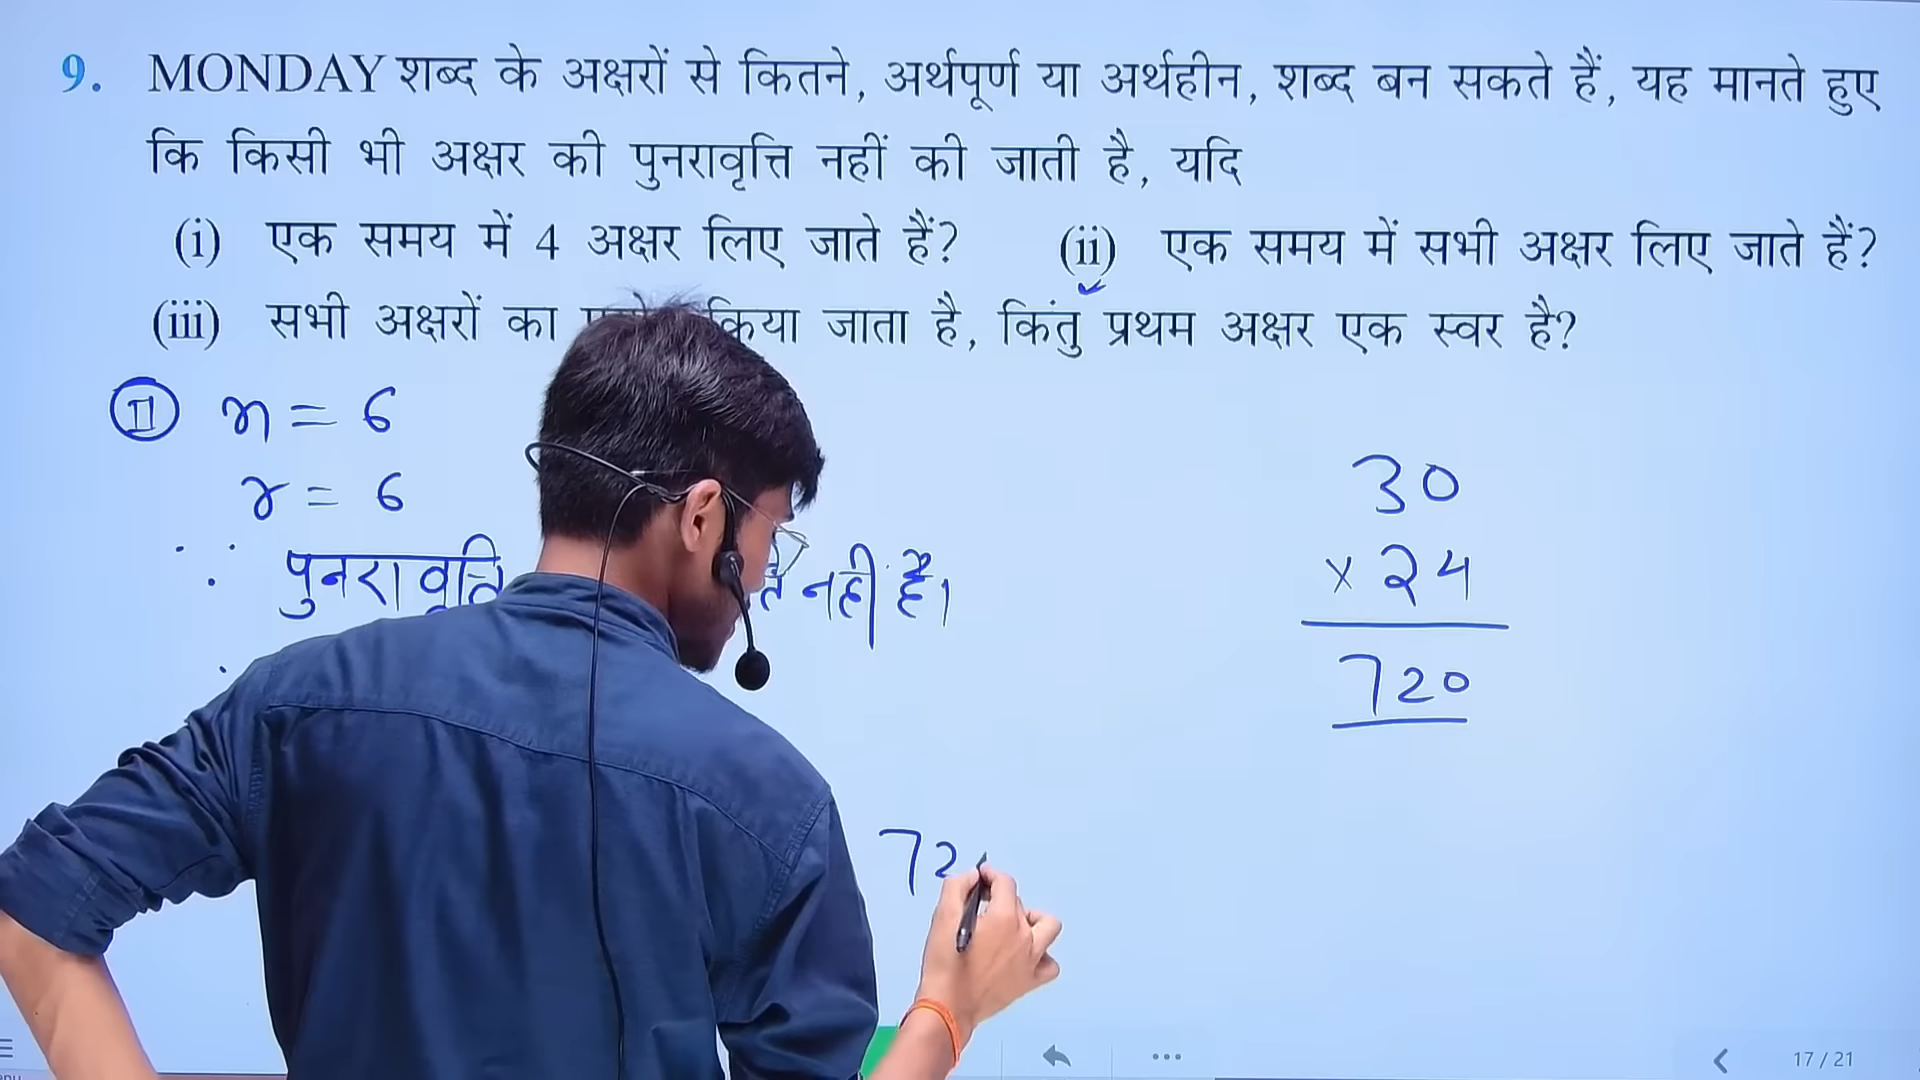 9. MONDAY शब्द के अक्षरों से कितने, अर्थपूर्ण या अर्थहीन, शब्द बन सकते हैं, यह मानते हुए
कि किसी भी अक्षर की पुनरावृत्ति नहीं की जाती है, यदि
(i) एक समय में 4 अक्षर लिए जाते हैं? (ii) एक समय में सभी अक्षर लिए जाते हैं?
(iii) सभी अक्षरों का किया जाता है, किंतु प्रथम अक्षर एक स्वर है?
II n = 6
r = 6
∵ पुनरावृत्ति नही है।
30
× 24
720
72
17 / 21